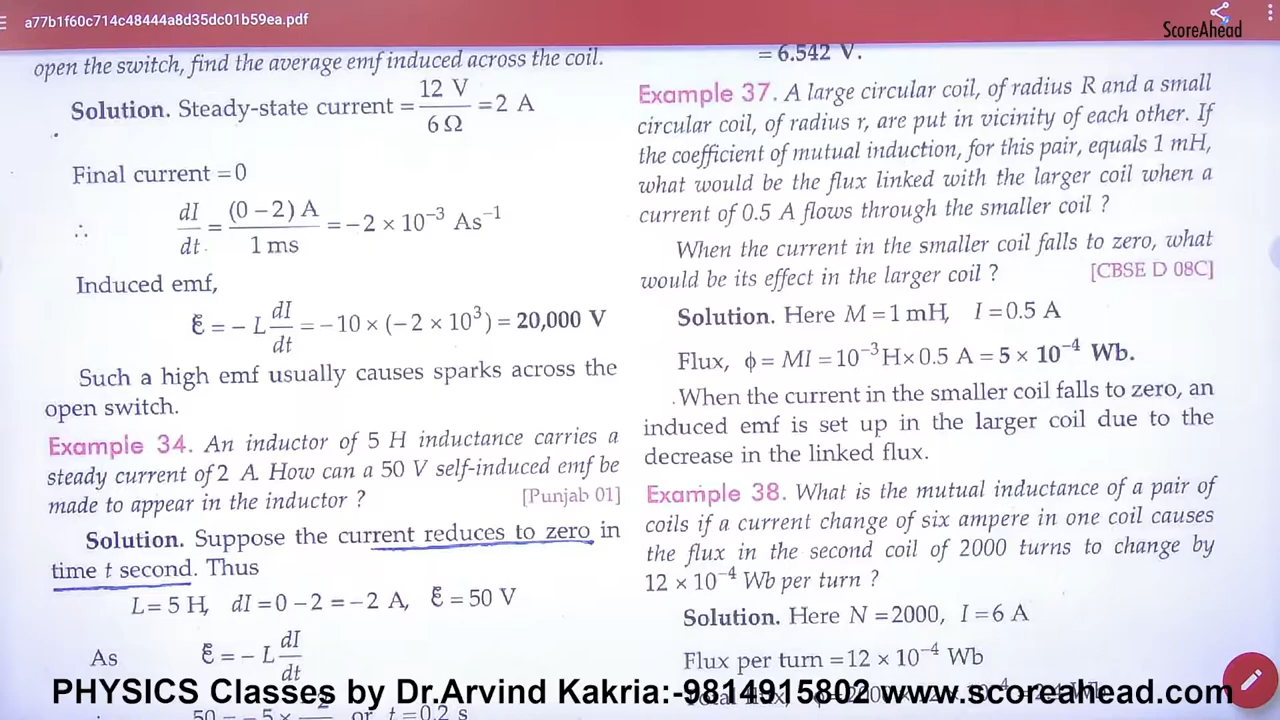 a77b1f60c714c48444a8d35dc01b59ea.pdf
ScoreAhead
open the switch, find the average emf induced across the coil.
Solution. Steady-state current = 12 V / 6 Ω = 2 A
Final current = 0
∴ dI/dt = (0 − 2) A / 1 ms = − 2 × 10⁻³ As⁻¹
Induced emf,
ℰ = − L dI/dt = − 10 × (− 2 × 10³) = 20,000 V
Such a high emf usually causes sparks across the
open switch.
Example 34. An inductor of 5 H inductance carries a
steady current of 2 A. How can a 50 V self-induced emf be
made to appear in the inductor ? [Punjab 01]
Solution. Suppose the current reduces to zero in
time t second. Thus
L = 5 H, dI = 0 − 2 = − 2 A, ℰ = 50 V
As ℰ = − L dI/dt
50 = − 5 × or t = 0.2 s
= 6.542 V.
Example 37. A large circular coil, of radius R and a small
circular coil, of radius r, are put in vicinity of each other. If
the coefficient of mutual induction, for this pair, equals 1 mH,
what would be the flux linked with the larger coil when a
current of 0.5 A flows through the smaller coil ?
When the current in the smaller coil falls to zero, what
would be its effect in the larger coil ? [CBSE D 08C]
Solution. Here M = 1 mH, I = 0.5 A
Flux, ϕ = MI = 10⁻³ H × 0.5 A = 5 × 10⁻⁴ Wb.
When the current in the smaller coil falls to zero, an
induced emf is set up in the larger coil due to the
decrease in the linked flux.
Example 38. What is the mutual inductance of a pair of
coils if a current change of six ampere in one coil causes
the flux in the second coil of 2000 turns to change by
12 × 10⁻⁴ Wb per turn ?
Solution. Here N = 2000, I = 6 A
Flux per turn = 12 × 10⁻⁴ Wb
PHYSICS Classes by Dr.Arvind Kakria:-9814915802 www.scoreahead.com